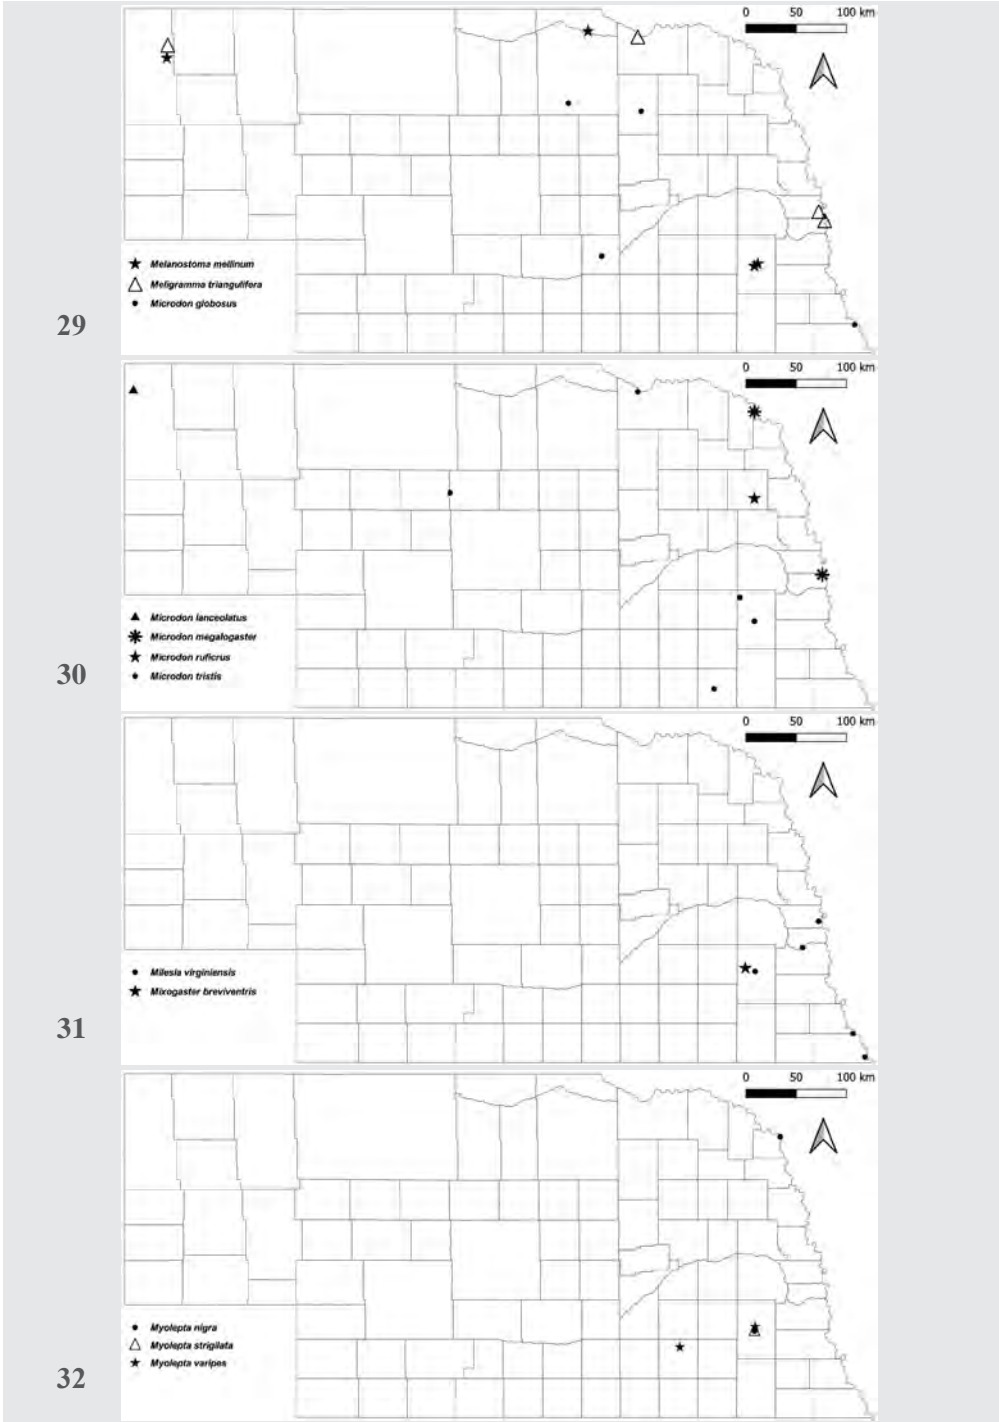 0 50 100 km
Melanostoma mellinum
Meligramma triangulifera
Microdon globosus
29
0 50 100 km
Microdon lanceolatus
Microdon megalogaster
Microdon ruficrus
Microdon tristis
30
0 50 100 km
Milesia virginiensis
Mixogaster breviventris
31
0 50 100 km
Myolepta nigra
Myolepta strigilata
Myolepta varipes
32